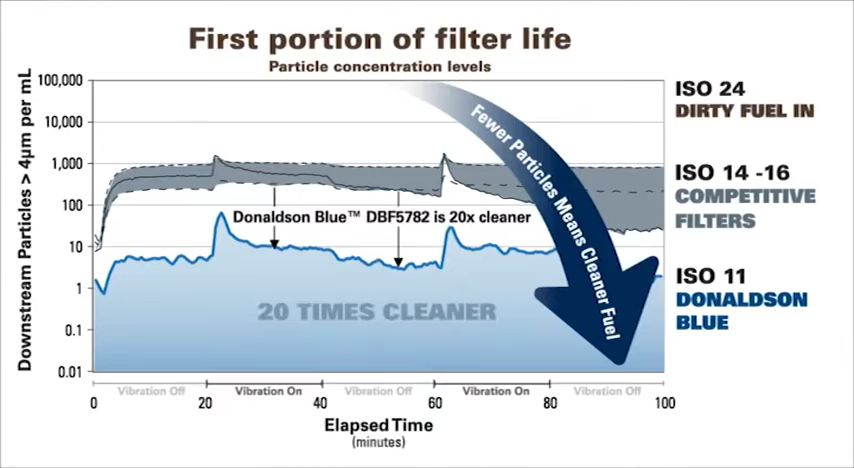 First portion of filter life
Particle concentration levels
Downstream Particles > 4µm per mL
100,000
10,000
1,000
100
10
1
0.1
0.01
Fewer Particles Means Cleaner Fuel
Donaldson Blue™ DBF5782 is 20x cleaner
20 TIMES CLEANER
ISO 24
DIRTY FUEL IN
ISO 14 -16
COMPETITIVE
FILTERS
ISO 11
DONALDSON
BLUE
Vibration Off Vibration On Vibration Off Vibration On Vibration Off
0 20 40 60 80 100
Elapsed Time
(minutes)